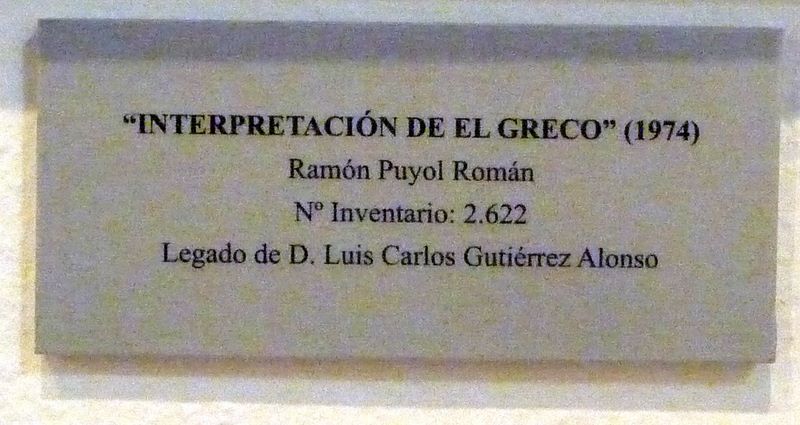 “INTERPRETACIÓN DE EL GRECO” (1974)
Ramón Puyol Román
Nº Inventario: 2.622
Legado de D. Luis Carlos Gutiérrez Alonso